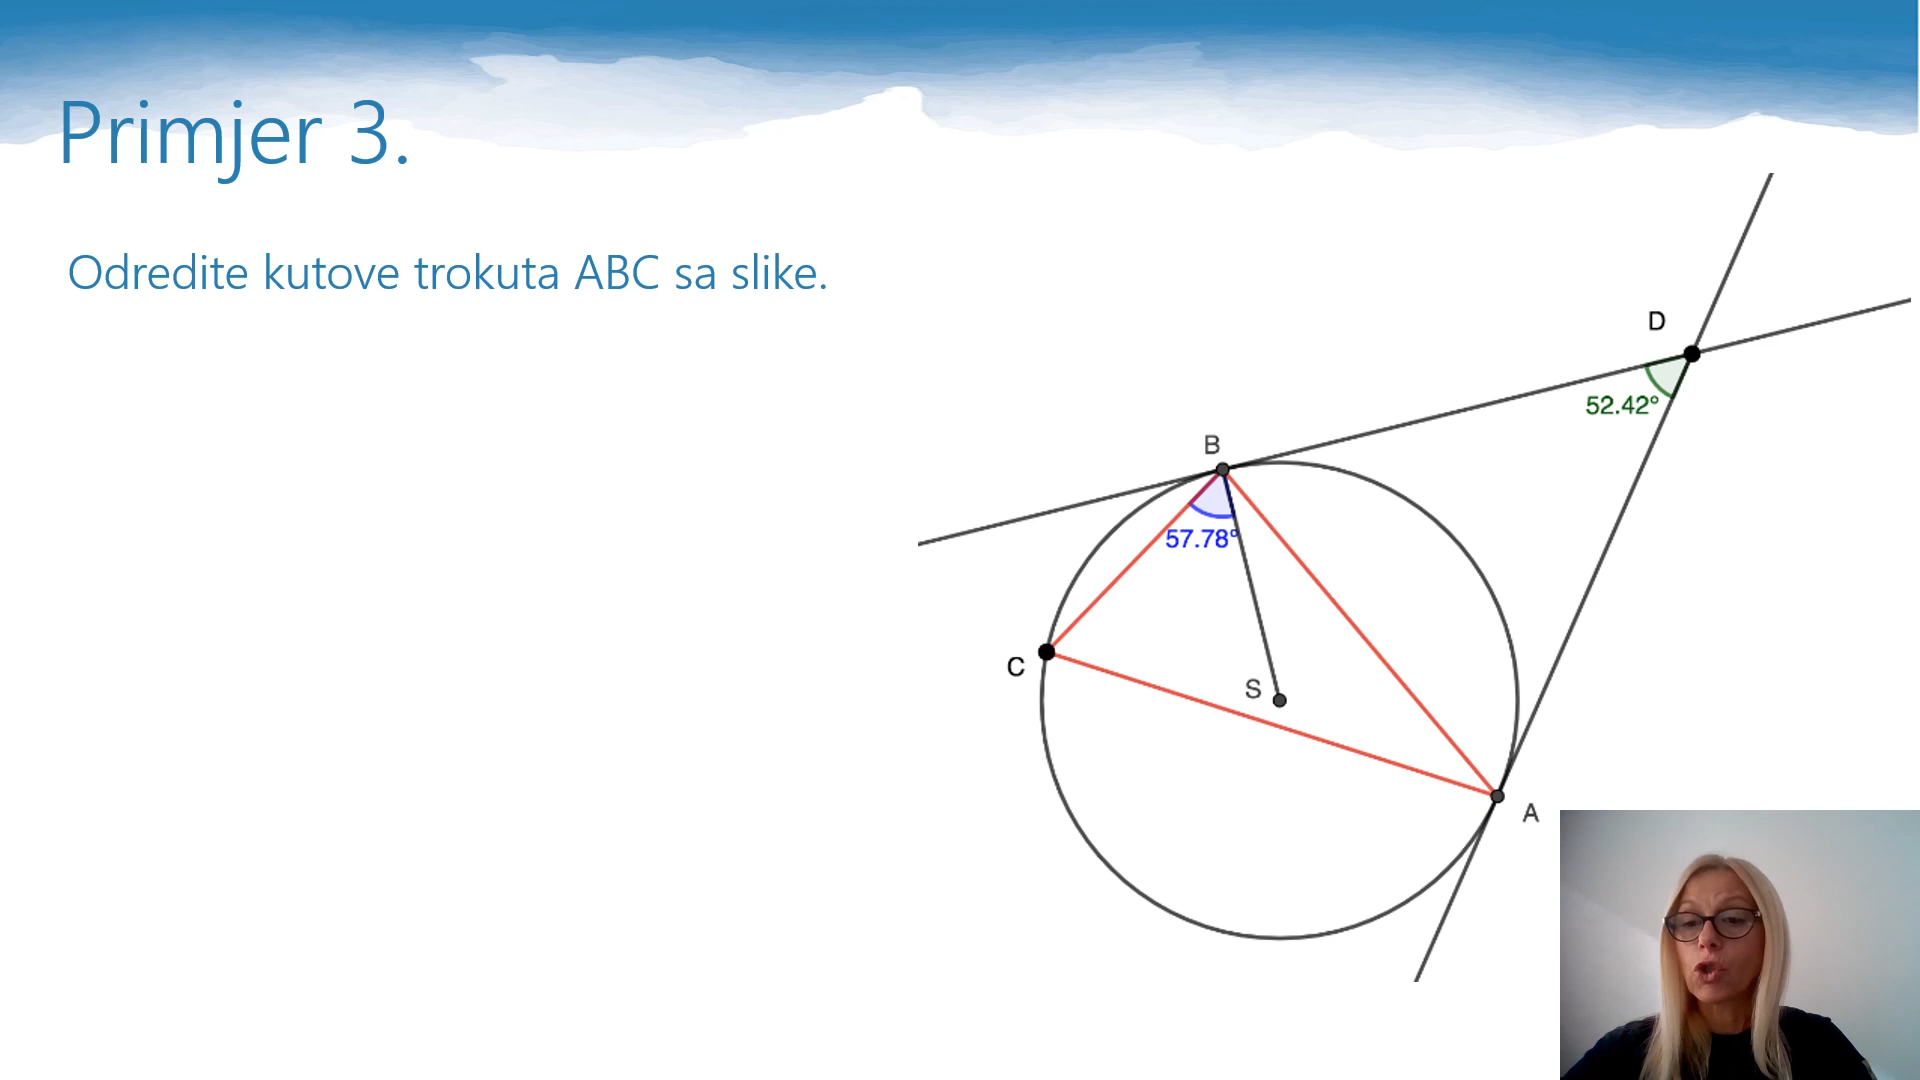 Primjer 3.
Odredite kutove trokuta ABC sa slike.
D
52.42°
B
57.78°
C
S
A